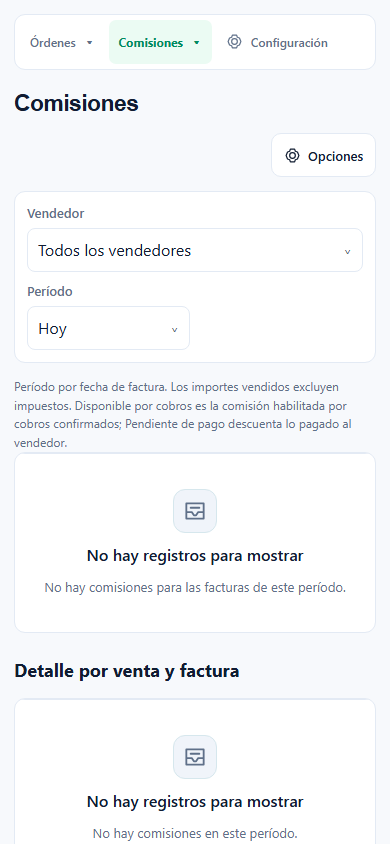 Órdenes
Comisiones
Configuración
Comisiones
Opciones
Vendedor
Todos los vendedores
Período
Hoy
Período por fecha de factura. Los importes vendidos excluyen
impuestos. Disponible por cobros es la comisión habilitada por
cobros confirmados; Pendiente de pago descuenta lo pagado al
vendedor.
No hay registros para mostrar
No hay comisiones para las facturas de este período.
Detalle por venta y factura
No hay registros para mostrar
No hay comisiones en este período.